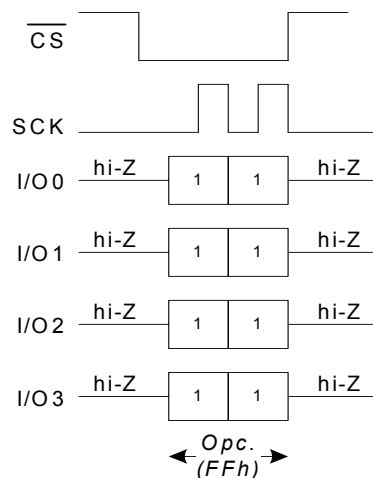 CS
SCK
hi-Z hi-Z
I/O0 1 1
hi-Z hi-Z
I/O1 1 1
hi-Z hi-Z
I/O2 1 1
hi-Z hi-Z
I/O3 1 1
Opc.
(FFh)